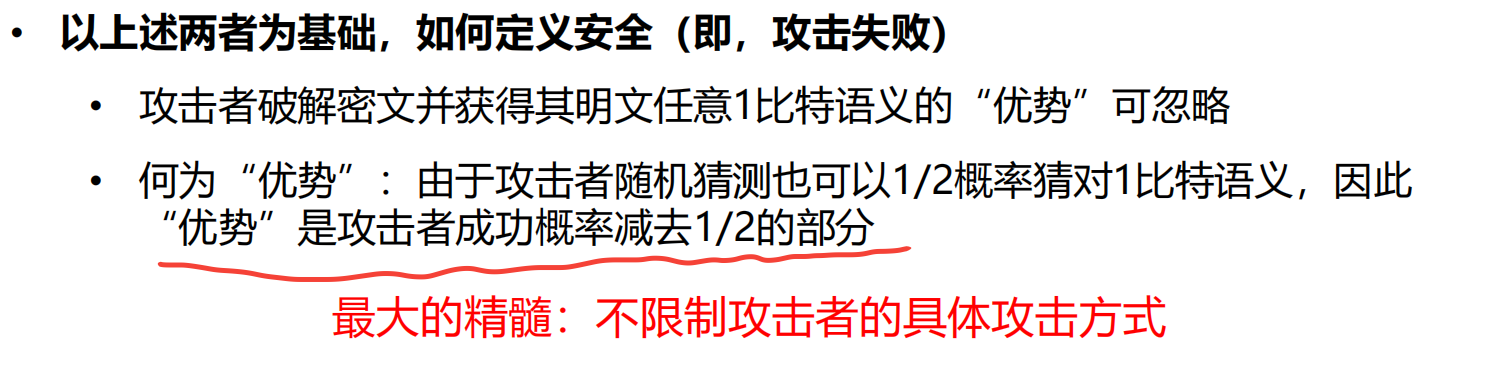 • 以上述两者为基础，如何定义安全（即，攻击失败）
• 攻击者破解密文并获得其明文任意1比特语义的“优势”可忽略
• 何为“优势”：由于攻击者随机猜测也可以1/2概率猜对1比特语义，因此
“优势”是攻击者成功概率减去1/2的部分
最大的精髓：不限制攻击者的具体攻击方式